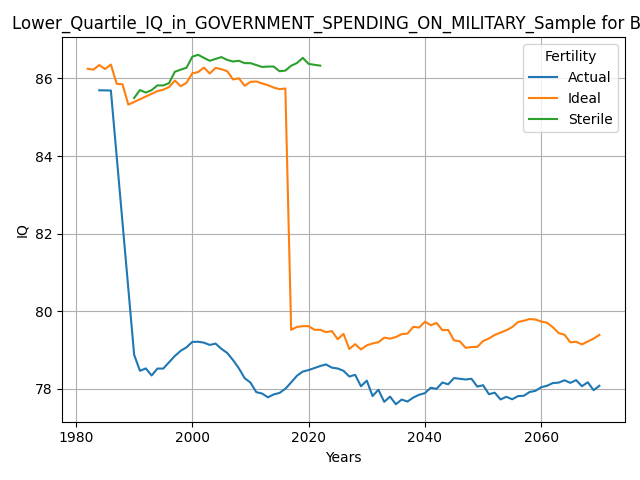 Lower_Quartile_IQ_in_GOVERNMENT_SPENDING_ON_MILITARY_Sample for B
Fertility
Actual
Ideal
Sterile
86
84
82
80
78
IQ
1980
2000
2020
2040
2060
Years